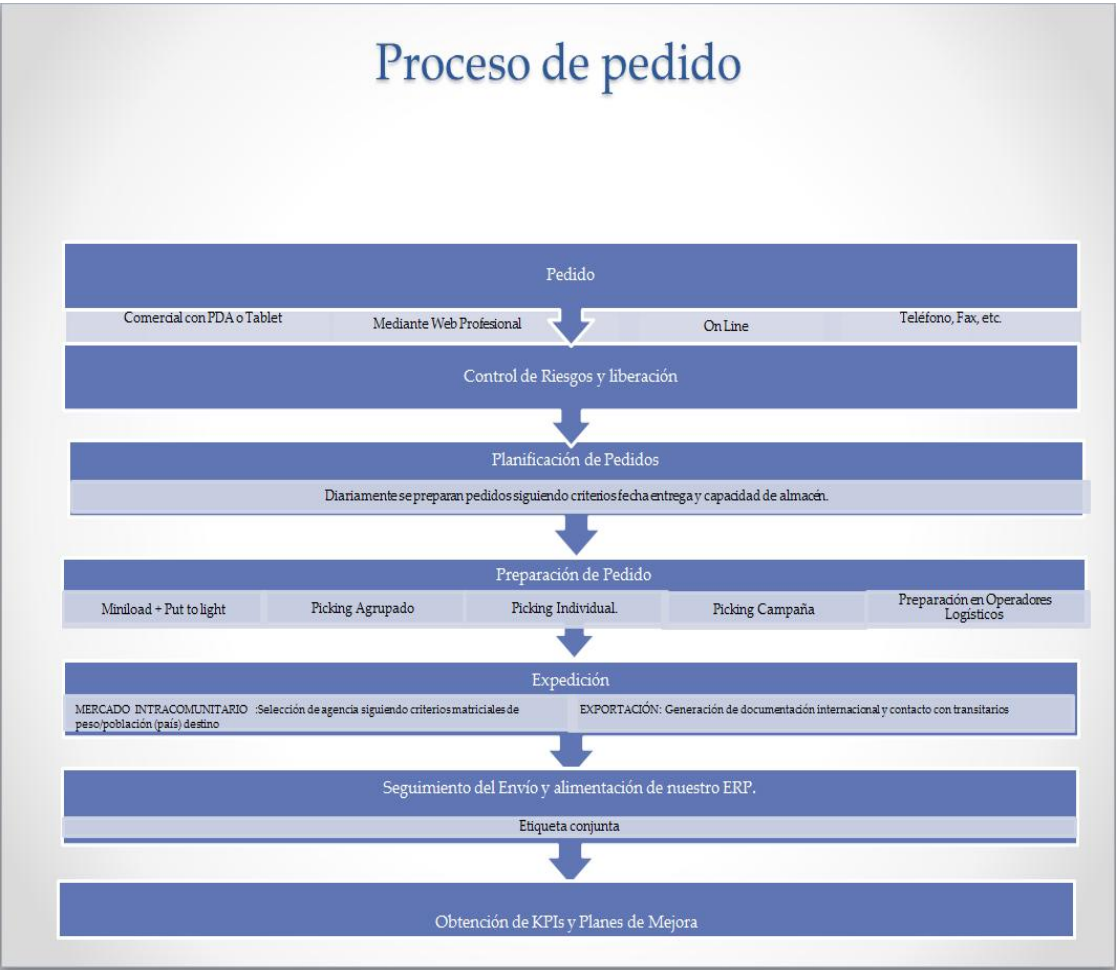 Proceso de pedido
Pedido
Comercial con PDA o Tablet
Mediante Web Profesional
On Line
Teléfono, Fax, etc.
Control de Riesgos y liberación
Planificación de Pedidos
Diariamente se preparan pedidos siguiendo criterios fecha entrega y capacidad de almacén.
Preparación de Pedido
Miniload + Put to light
Picking Agrupado
Picking Individual.
Picking Campaña
Preparación en Operadores
Logísticos
Expedición
MERCADO INTRACOMUNITARIO :Selección de agencia siguiendo criterios matriciales de
peso/población (país) destino
EXPORTACIÓN: Generación de documentación internacional y contacto con transitarios
Seguimiento del Envío y alimentación de nuestro ERP.
Etiqueta conjunta
Obtención de KPIs y Planes de Mejora